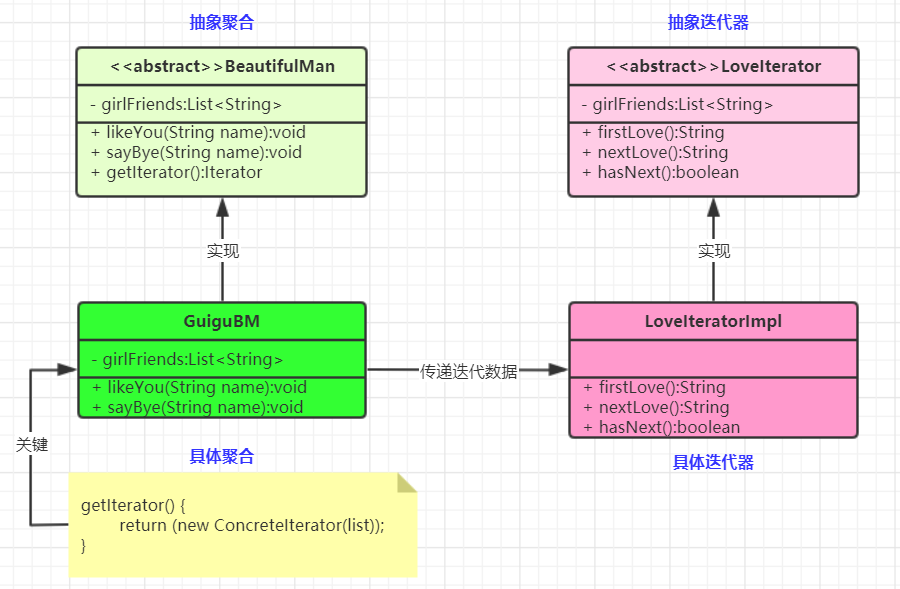 抽象聚合
<<abstract>>BeautifulMan
- girlFriends:List<String>
+ likeYou(String name):void
+ sayBye(String name):void
+ getIterator():Iterator
抽象迭代器
<<abstract>>LoveIterator
- girlFriends:List<String>
+ firstLove():String
+ nextLove():String
+ hasNext():boolean
实现
实现
GuiguBM
- girlFriends:List<String>
+ likeYou(String name):void
+ sayBye(String name):void
传递迭代数据
LoveIteratorImpl
+ firstLove():String
+ nextLove():String
+ hasNext():boolean
关键
具体聚合
具体迭代器
getIterator() {
return (new ConcreteIterator(list));
}